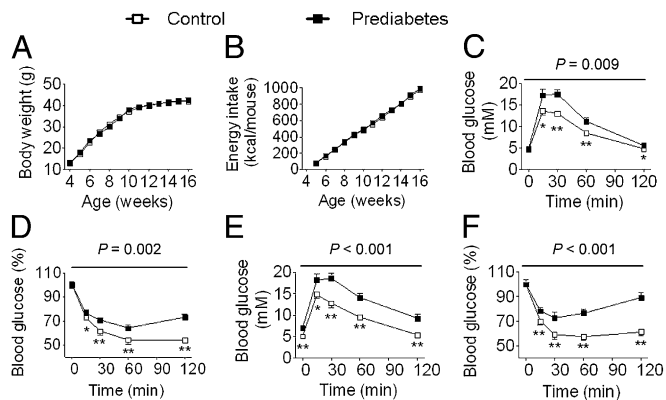 Control Prediabetes
A B C
Body weight (g)
50
40
30
20
10
4 6 8 10 12 14 16
Age (weeks)
Energy intake
(kcal/mouse)
1000
800
600
400
200
0
4 6 8 10 12 14 16
Age (weeks)
P = 0.009
Blood glucose
(mM)
20
15
10
5
0
* ** ** *
0 30 60 90 120
Time (min)
D E F
P = 0.002
Blood glucose (%)
110
90
70
50
* ** ** **
0 30 60 90 120
Time (min)
P < 0.001
Blood glucose
(mM)
20
15
10
5
0
** * ** ** **
0 30 60 90 120
Time (min)
P < 0.001
Blood glucose (%)
110
90
70
50
** ** ** **
0 30 60 90 120
Time (min)